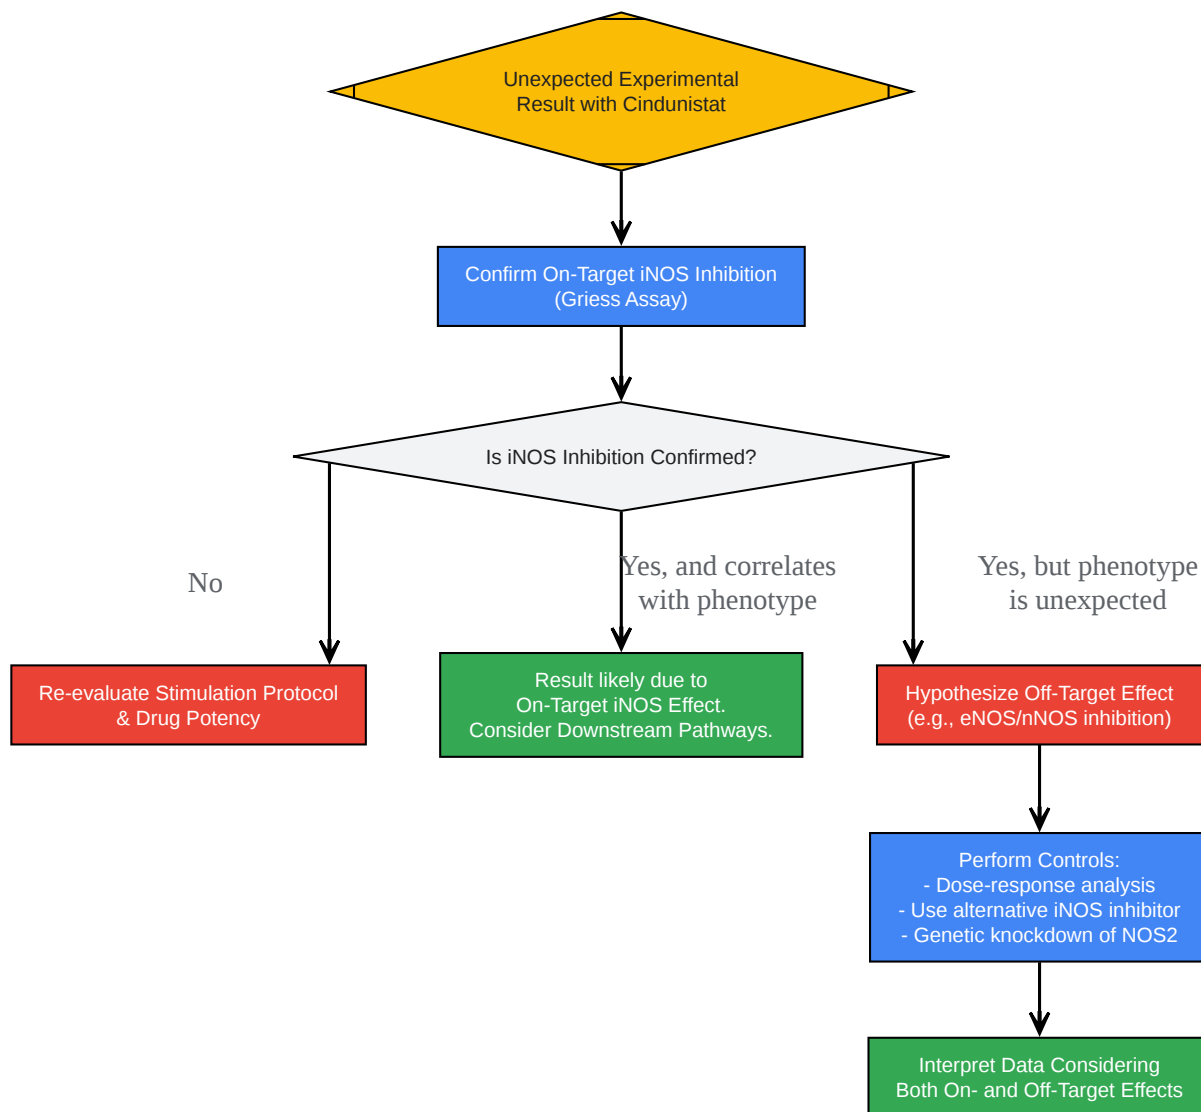 Unexpected Experimental
Result with Cindunistat
Confirm On-Target iNOS Inhibition
(Griess Assay)
Is iNOS Inhibition Confirmed?
No
Yes, and correlates
with phenotype
Yes, but phenotype
is unexpected
Re-evaluate Stimulation Protocol
& Drug Potency
Result likely due to
On-Target iNOS Effect.
Consider Downstream Pathways.
Hypothesize Off-Target Effect
(e.g., eNOS/nNOS inhibition)
Perform Controls:
- Dose-response analysis
- Use alternative iNOS inhibitor
- Genetic knockdown of NOS2
Interpret Data Considering
Both On- and Off-Target Effects